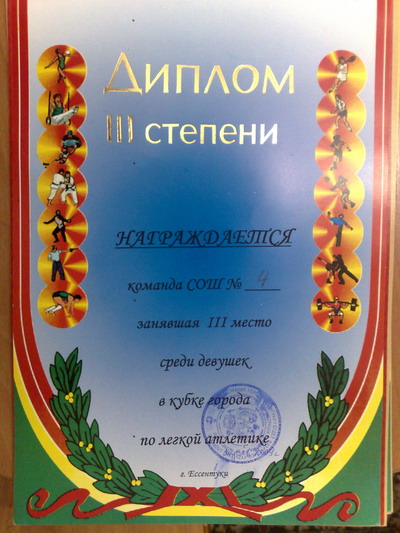 Диплом
III степени
НАГРАЖДАЕТСЯ
команда СОШ № 4
занявшая III место
среди девушек
в кубке города
по легкой атлетике
г. Ессентуки